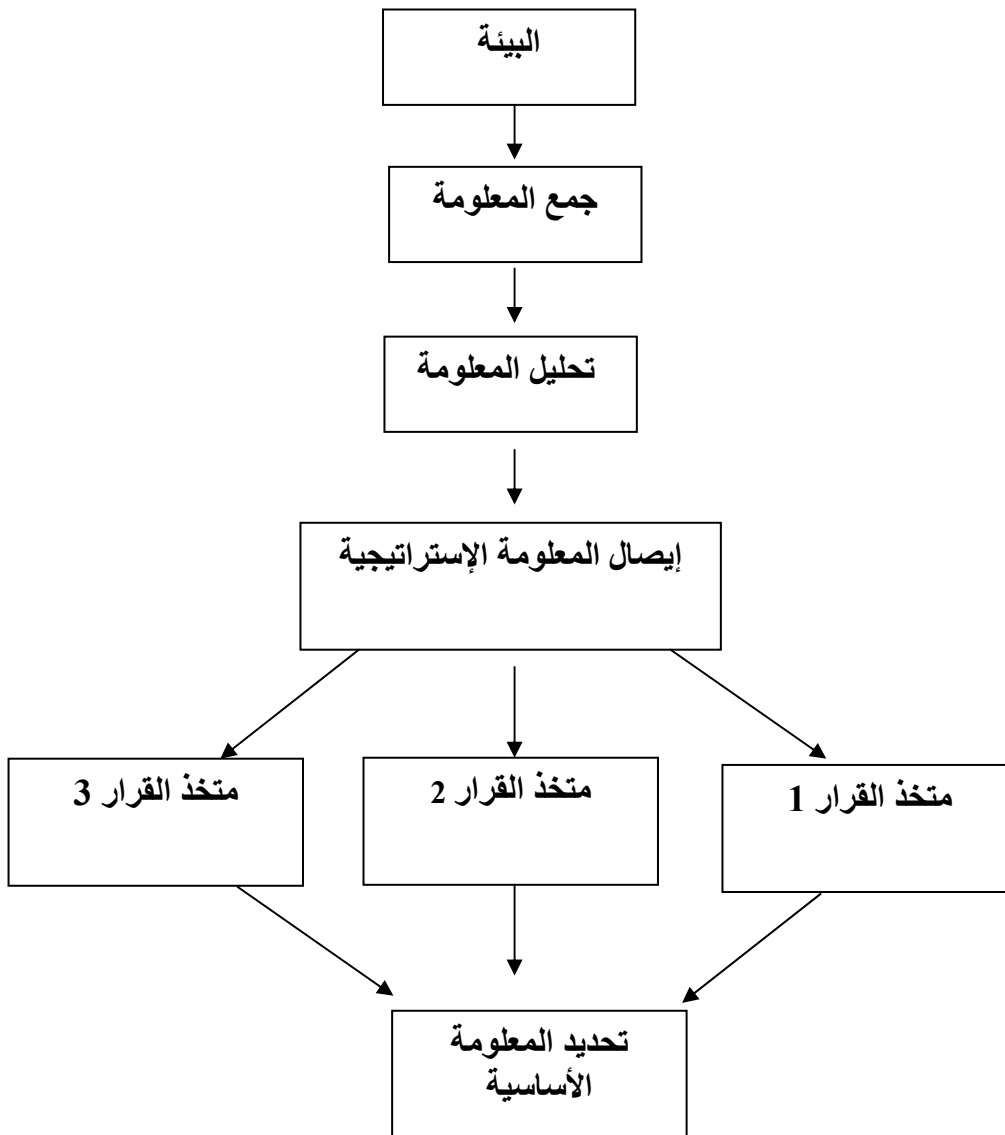 البيئة
جمع المعلومة
تحليل المعلومة
إيصال المعلومة الإستراتيجية
متخذ القرار 1
متخذ القرار 2
متخذ القرار 3
تحديد المعلومة
الأساسية